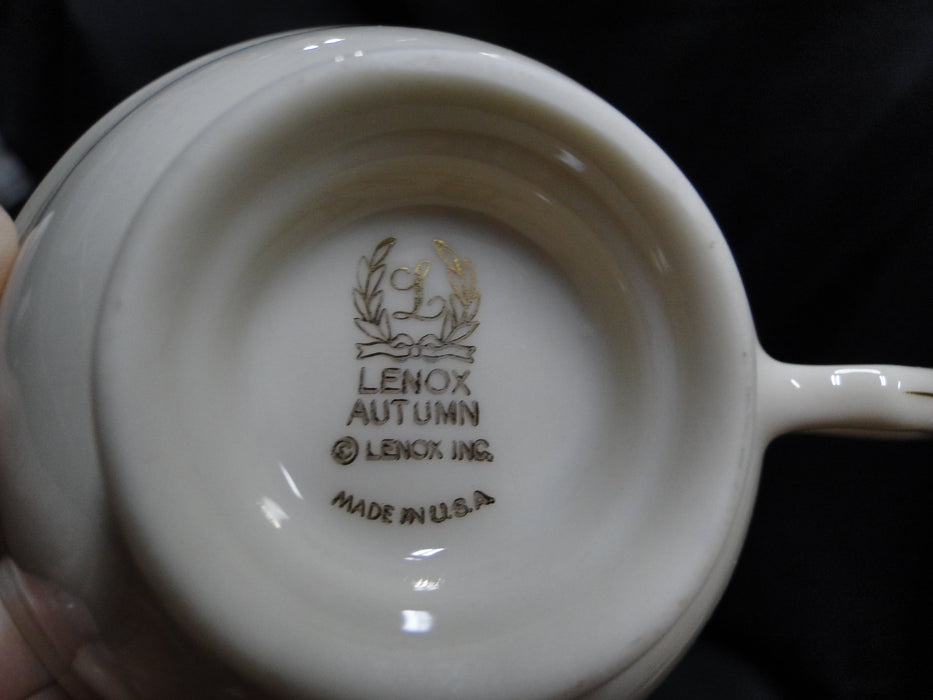 L
LENOX
AUTUMN
© LENOX INC.
MADE IN U.S.A.